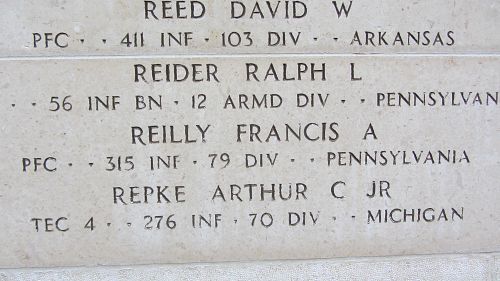 REED DAVID W
PFC · · 411 INF · 103 DIV · · ARKANSAS
REIDER RALPH L
· · 56 INF BN · 12 ARMD DIV · · PENNSYLVAN
REILLY FRANCIS A
PFC · · 315 INF · 79 DIV · · PENNSYLVANIA
REPKE ARTHUR C JR
TEC 4 · · 276 INF · 70 DIV · · MICHIGAN